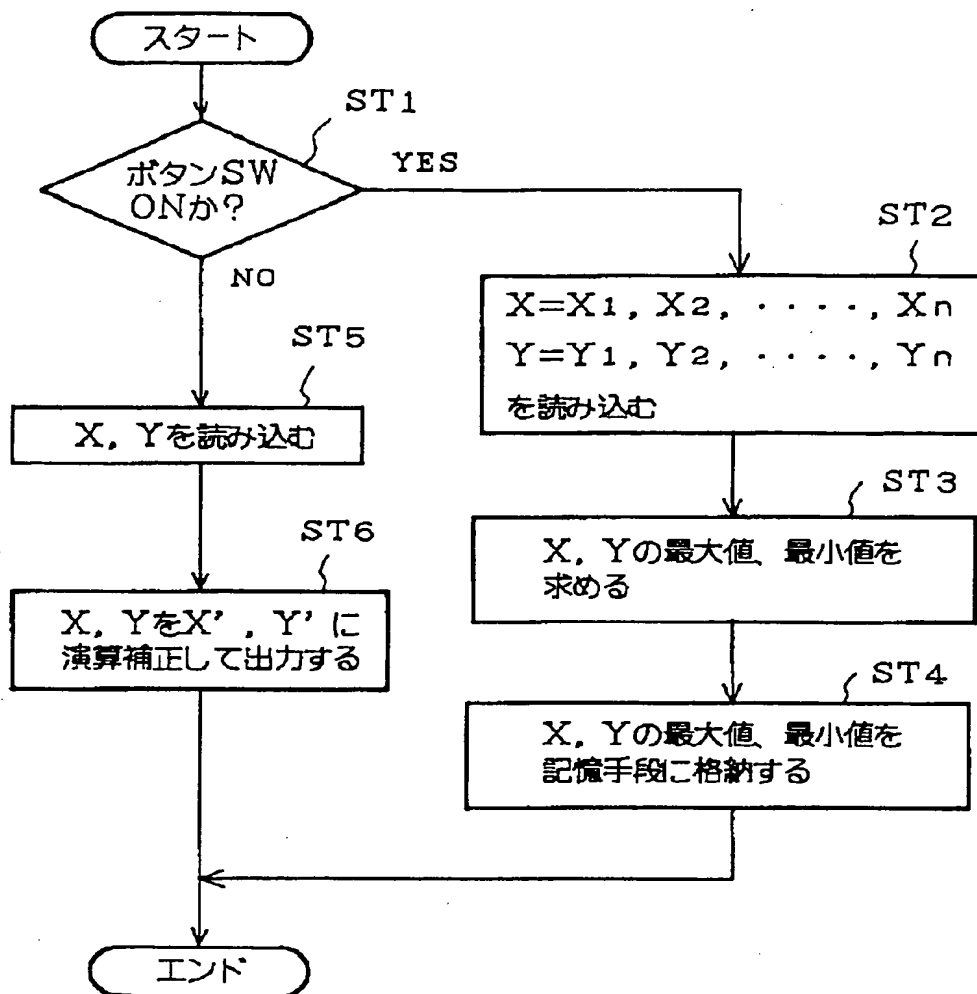 スタート
ST1
ボタンSW
ONか?
YES
NO
ST2
X=X1, X2, ・・・・, Xn
Y=Y1, Y2, ・・・・, Yn
を読み込む
ST5
X, Yを読み込む
ST3
X, Yの最大値、最小値を
求める
ST6
X, YをX', Y'に
演算補正して出力する
ST4
X, Yの最大値、最小値を
記憶手段に格納する
エンド